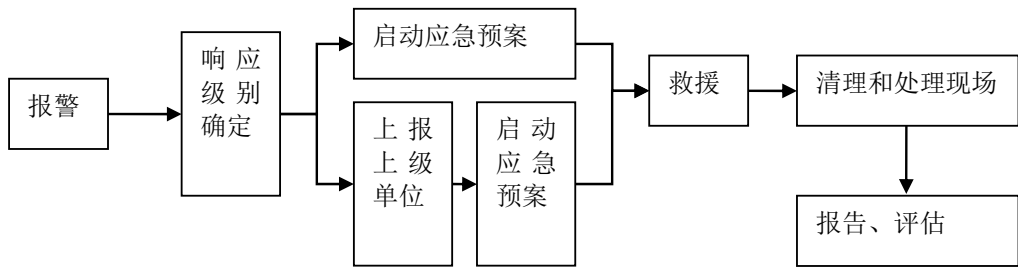 报警
响应
级别
确定
启动应急预案
上报
上级
单位
启动
应急
预案
救援
清理和处理现场
报告、评估